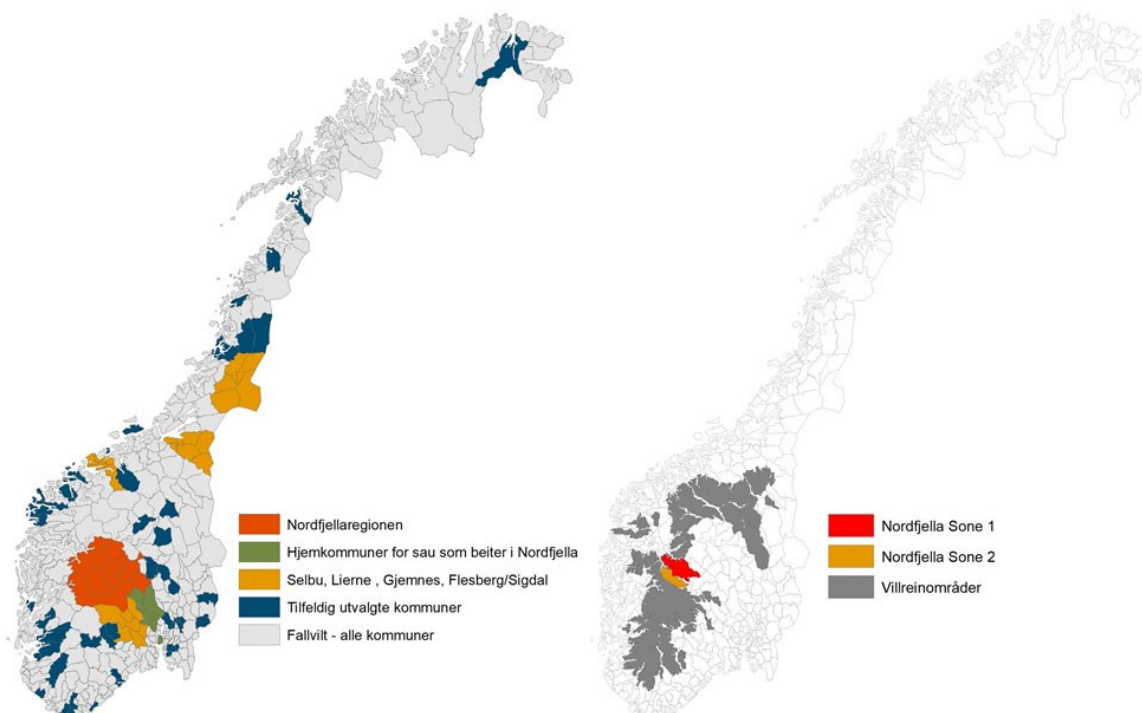 Nordfjellaregionen
Hjemkommuner for sau som beiter i Nordfjella
Selbu, Lierne , Gjemnes, Flesberg/Sigdal
Tilfeldig utvalgte kommuner
Fallvilt - alle kommuner
Nordfjella Sone 1
Nordfjella Sone 2
Villreinområder